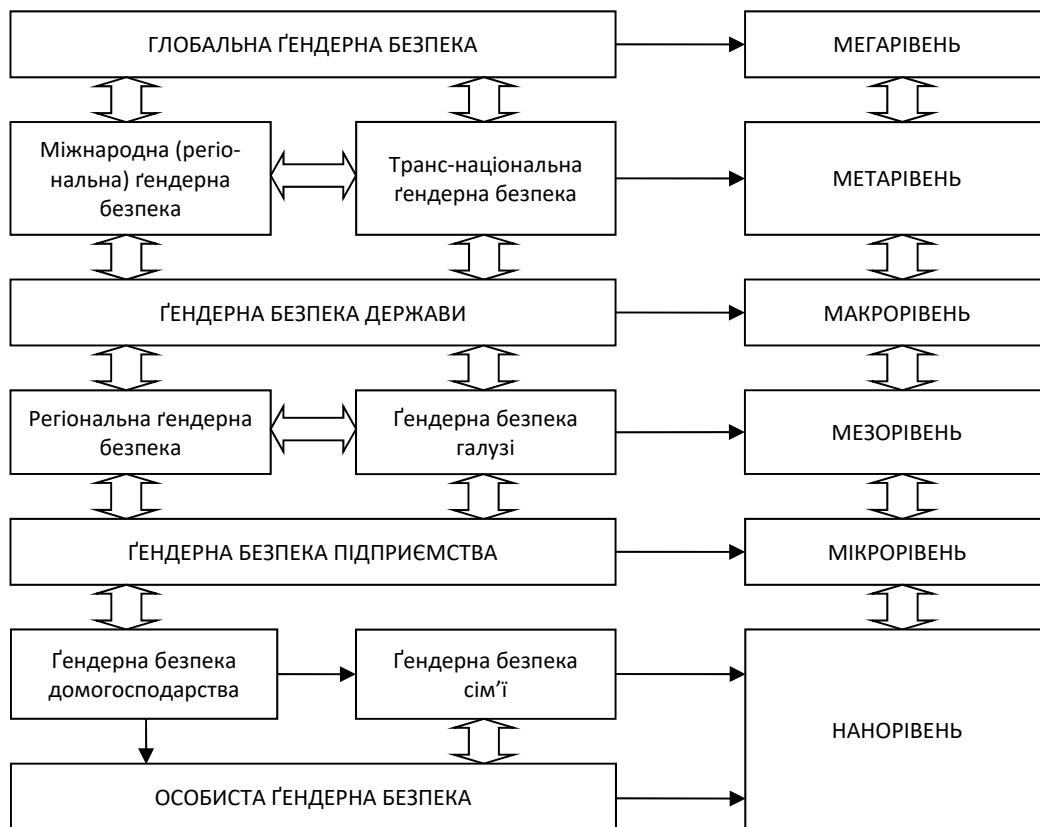 ГЛОБАЛЬНА ҐЕНДЕРНА БЕЗПЕКА
МЕГАРІВЕНЬ
Міжнародна (регіо-
нальна) ґендерна
безпека
Транс-національна
ґендерна безпека
МЕТАРІВЕНЬ
ҐЕНДЕРНА БЕЗПЕКА ДЕРЖАВИ
МАКРОРІВЕНЬ
Регіональна ґендерна
безпека
Ґендерна безпека
галузі
МЕЗОРІВЕНЬ
ҐЕНДЕРНА БЕЗПЕКА ПІДПРИЄМСТВА
МІКРОРІВЕНЬ
Ґендерна безпека
домогосподарства
Ґендерна безпека
сім’ї
НАНОРІВЕНЬ
ОСОБИСТА ҐЕНДЕРНА БЕЗПЕКА